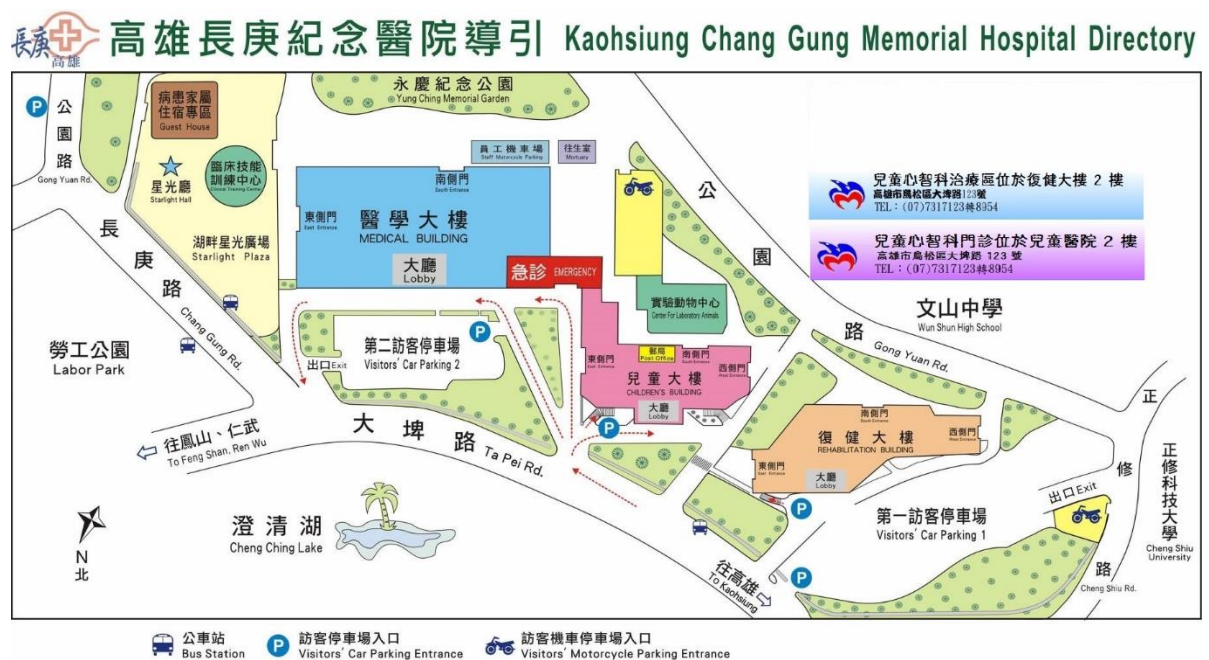 長庚
高雄
高雄長庚紀念醫院導引 Kaohsiung Chang Gung Memorial Hospital Directory
P
公園路
Gong Yuan Rd.
病患家屬
住宿專區
Guest House
永慶紀念公園
Yung Ching Memorial Garden
星光廳
Starlight Hall
臨床技能
訓練中心
Clinical Training Center
員工機車場
Staff Motorcycle Parking
往生室
Mortuary
南側門
South Entrance
東側門
East Entrance
醫學大樓
MEDICAL BUILDING
大廳
Lobby
急診 EMERGENCY
湖畔星光廣場
Starlight Plaza
長庚路
Chang Gung Rd.
公園路
Gong Yuan Rd.
兒童心智科治療區位於復健大樓 2 樓
高雄市鳥松區大埤路123號
TEL：(07)7317123轉8954
兒童心智科門診位於兒童醫院 2 樓
高雄市鳥松區大埤路 123 號
TEL：(07)7317123轉8954
實驗動物中心
Center For Laboratory Animals
文山中學
Wun Shun High School
勞工公園
Labor Park
P
第二訪客停車場
Visitors' Car Parking 2
出口Exit
東側門
East Entrance
郵局
Post Office
南側門
South Entrance
西側門
West Entrance
兒童大樓
CHILDREN'S BUILDING
大廳
Lobby
P
往鳳山、仁武
To Feng Shan, Ren Wu
大埤路
Ta Pei Rd.
南側門
South Entrance
西側門
West Entrance
復健大樓
REHABILITATION BUILDING
東側門
East Entrance
大廳
Lobby
P
正修路
Cheng Shiu Rd.
正修科技大學
Cheng Shiu
University
出口Exit
第一訪客停車場
Visitors' Car Parking 1
P
往高雄
To Kaohsiung
澄清湖
Cheng Ching Lake
N
北
公車站
Bus Station
P
訪客停車場入口
Visitors' Car Parking Entrance
訪客機車停車場入口
Visitors' Motorcycle Parking Entrance